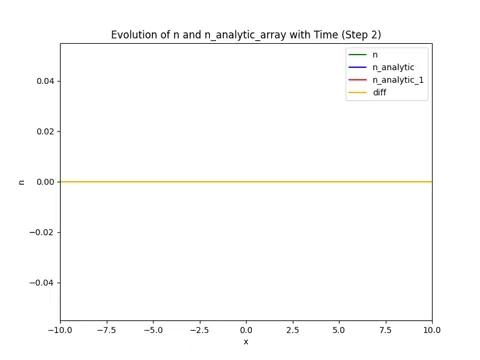 Evolution of n and n_analytic_array with Time (Step 2)
n
n_analytic
n_analytic_1
diff
0.04
0.02
0.00
−0.02
−0.04
n
−10.0 −7.5 −5.0 −2.5 0.0 2.5 5.0 7.5 10.0
x